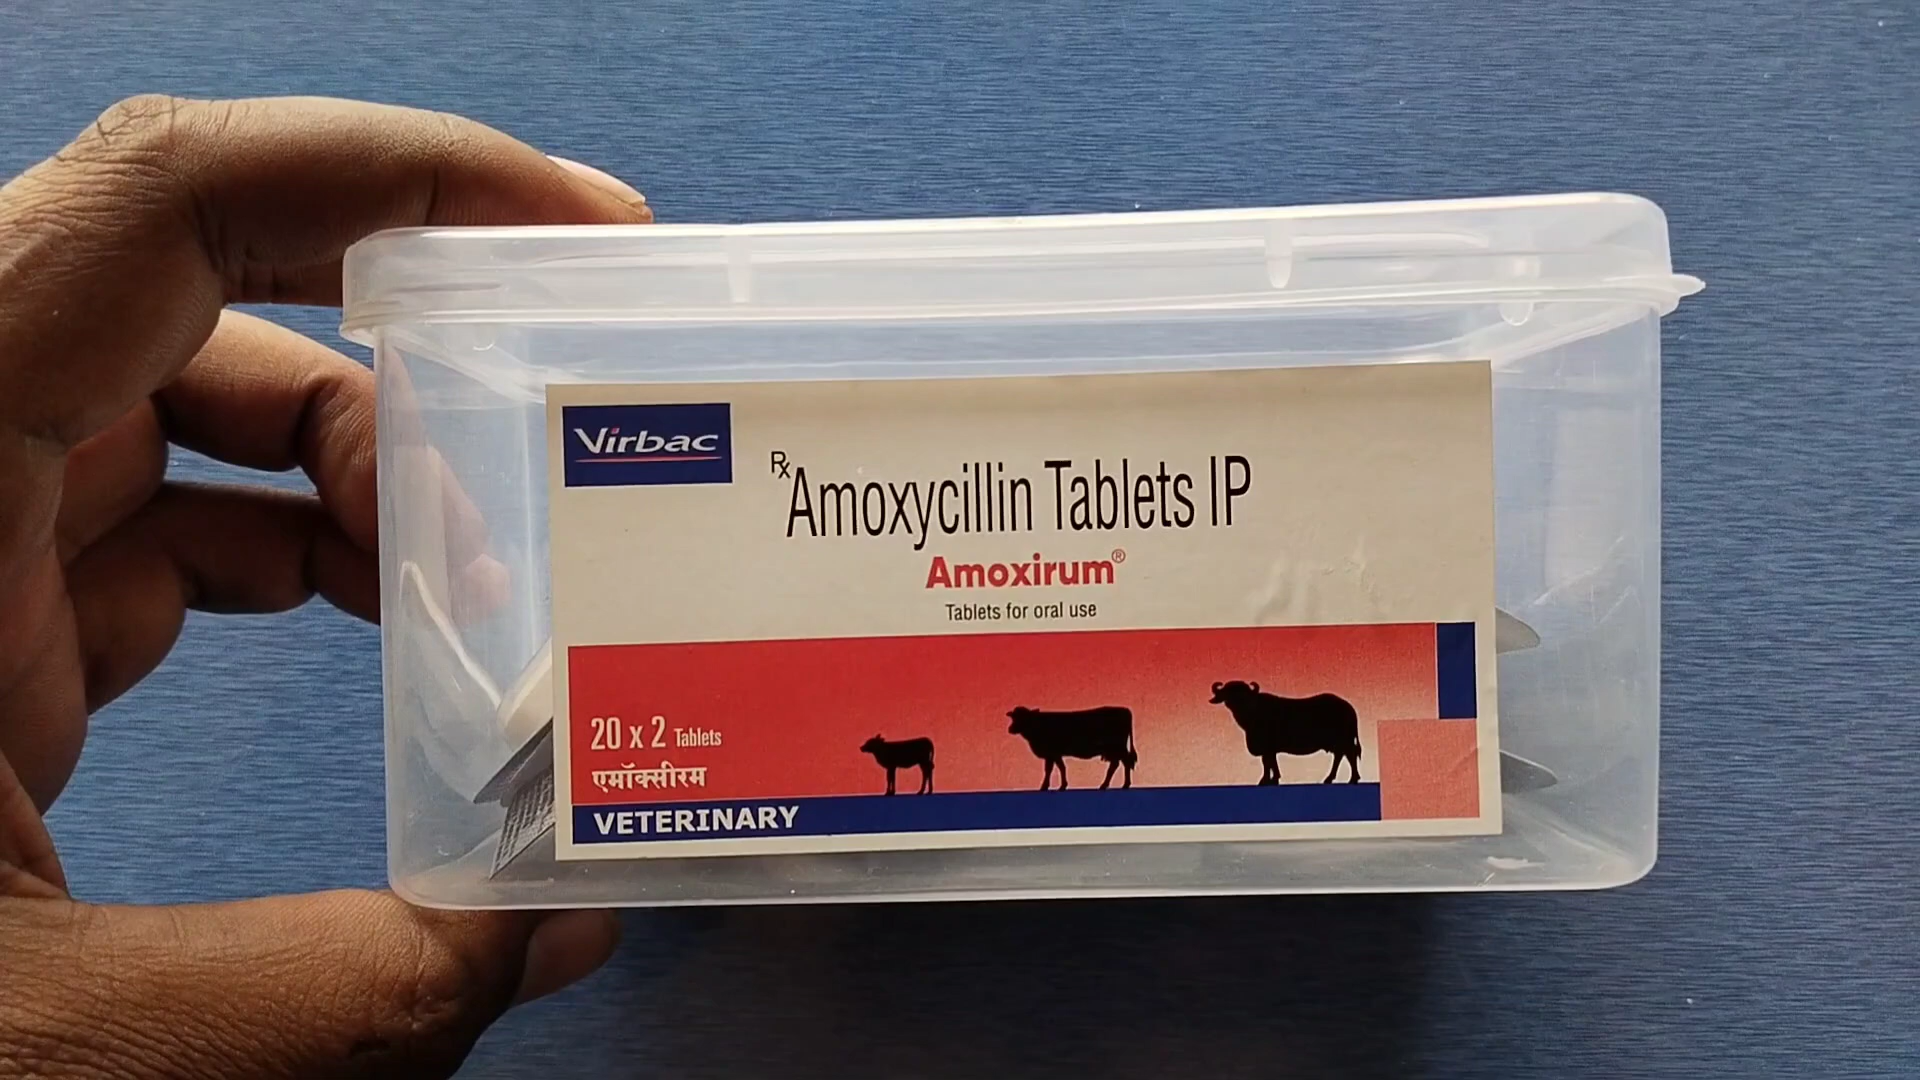 Virbac
Rx Amoxycillin Tablets IP
Amoxirum®
Tablets for oral use
20 x 2 Tablets
एमॉक्सीरम
VETERINARY